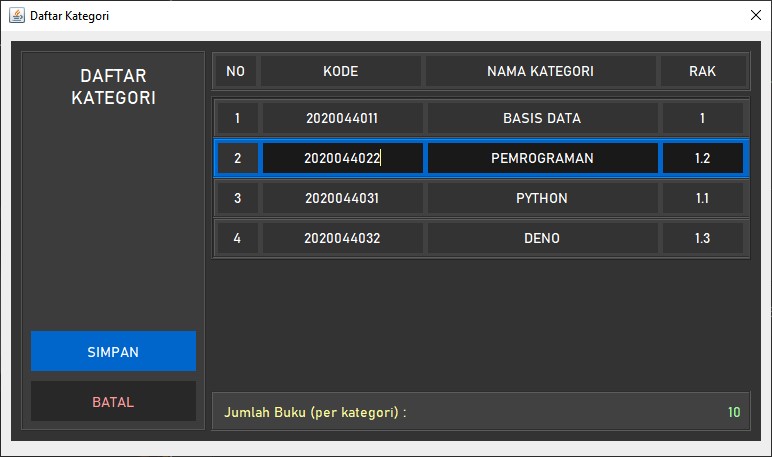 Daftar Kategori
DAFTAR
KATEGORI
SIMPAN
BATAL
NO KODE NAMA KATEGORI RAK
1 2020044011 BASIS DATA 1
2 2020044022 PEMROGRAMAN 1.2
3 2020044031 PYTHON 1.1
4 2020044032 DENO 1.3
Jumlah Buku (per kategori) : 10